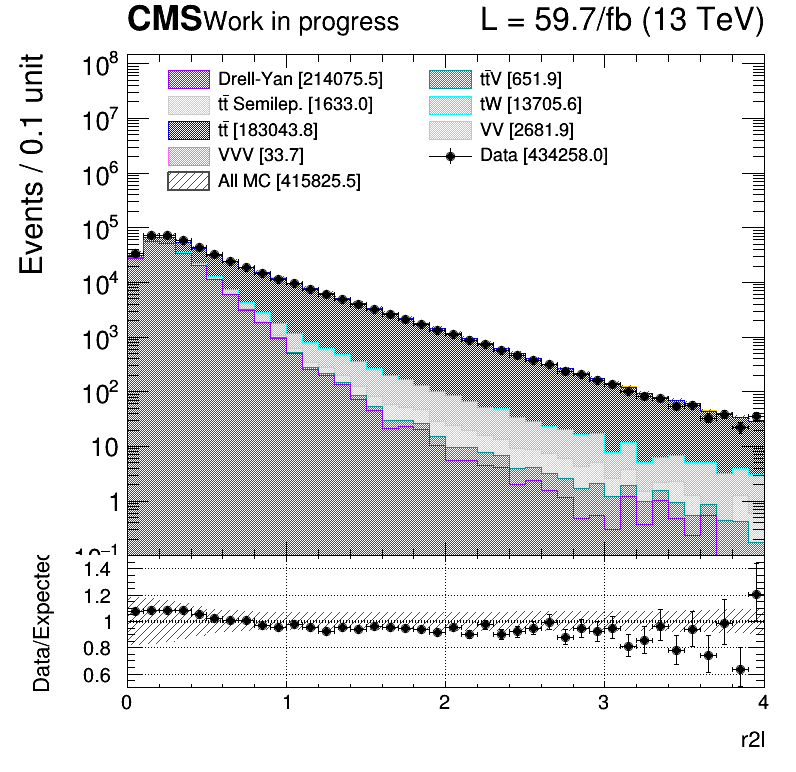 CMS Work in progress L = 59.7/fb (13 TeV)
Events / 0.1 unit
10⁸
10⁷
10⁶
10⁵
10⁴
10³
10²
10
1
10⁻¹
Drell-Yan [214075.5]
tt̄ Semilep. [1633.0]
tt̄ [183043.8]
VVV [33.7]
All MC [415825.5]
tt̄V [651.9]
tW [13705.6]
VV [2681.9]
Data [434258.0]
Data/Expected
1.4
1.2
1
0.8
0.6
0 1 2 3 4
r2l